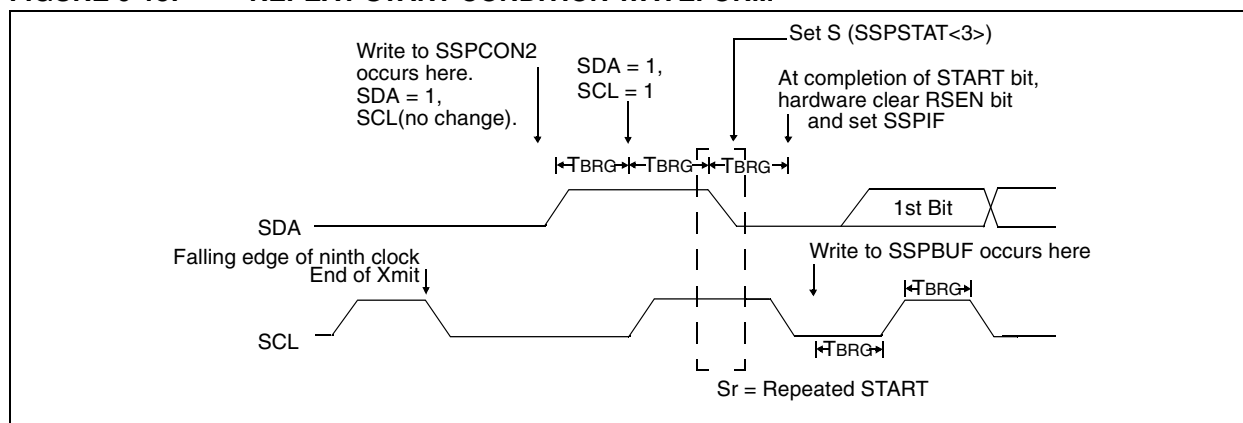 Set S (SSPSTAT<3>)
Write to SSPCON2
occurs here.
SDA = 1,
SCL(no change).
SDA = 1,
SCL = 1
At completion of START bit,
hardware clear RSEN bit
and set SSPIF
TBRG
TBRG
TBRG
SDA
1st Bit
Falling edge of ninth clock
End of Xmit
Write to SSPBUF occurs here
TBRG
SCL
TBRG
Sr = Repeated START